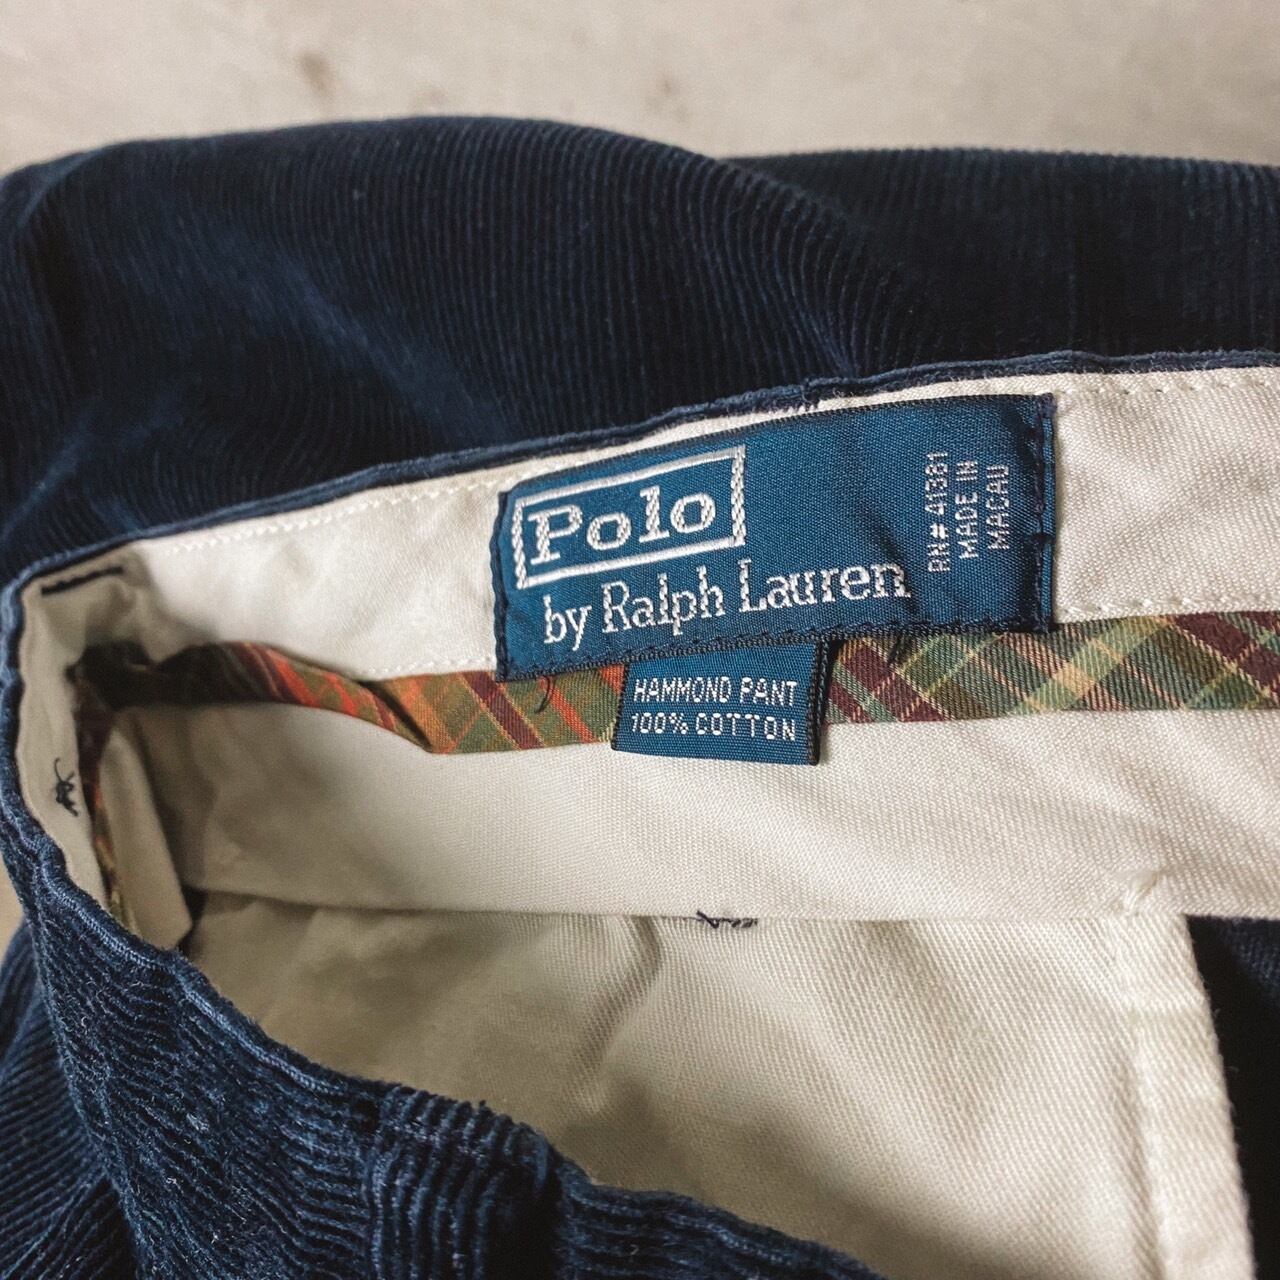 Polo
by Ralph Lauren
RN# 41381
MADE IN
MACAU
HAMMOND PANT
100% COTTON